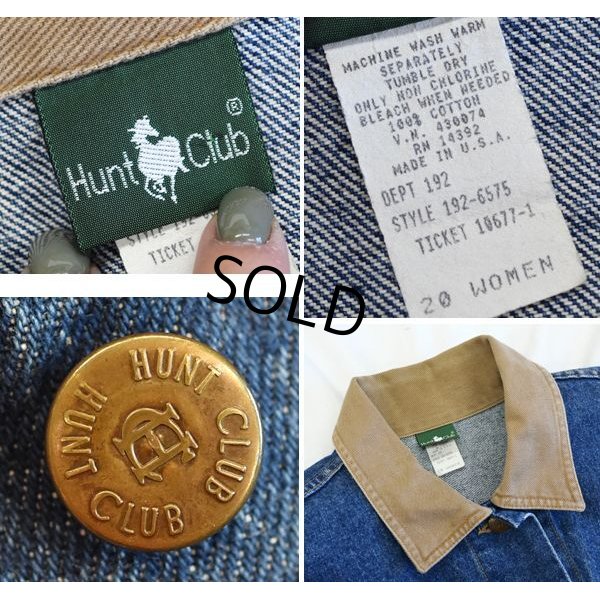 Hunt Club ®
STYLE 192
TICKET
MACHINE WASH WARM
SEPARATELY
TUMBLE DRY
ONLY NON CHLORINE
BLEACH WHEN NEEDED
100% COTTON
V.N. 430074
RN 14392
MADE IN U.S.A.
DEPT 192
STYLE 192-6575
TICKET 10677-1
20 WOMEN
SOLD
HUNT CLUB
HUNT CLUB
Hunt Club